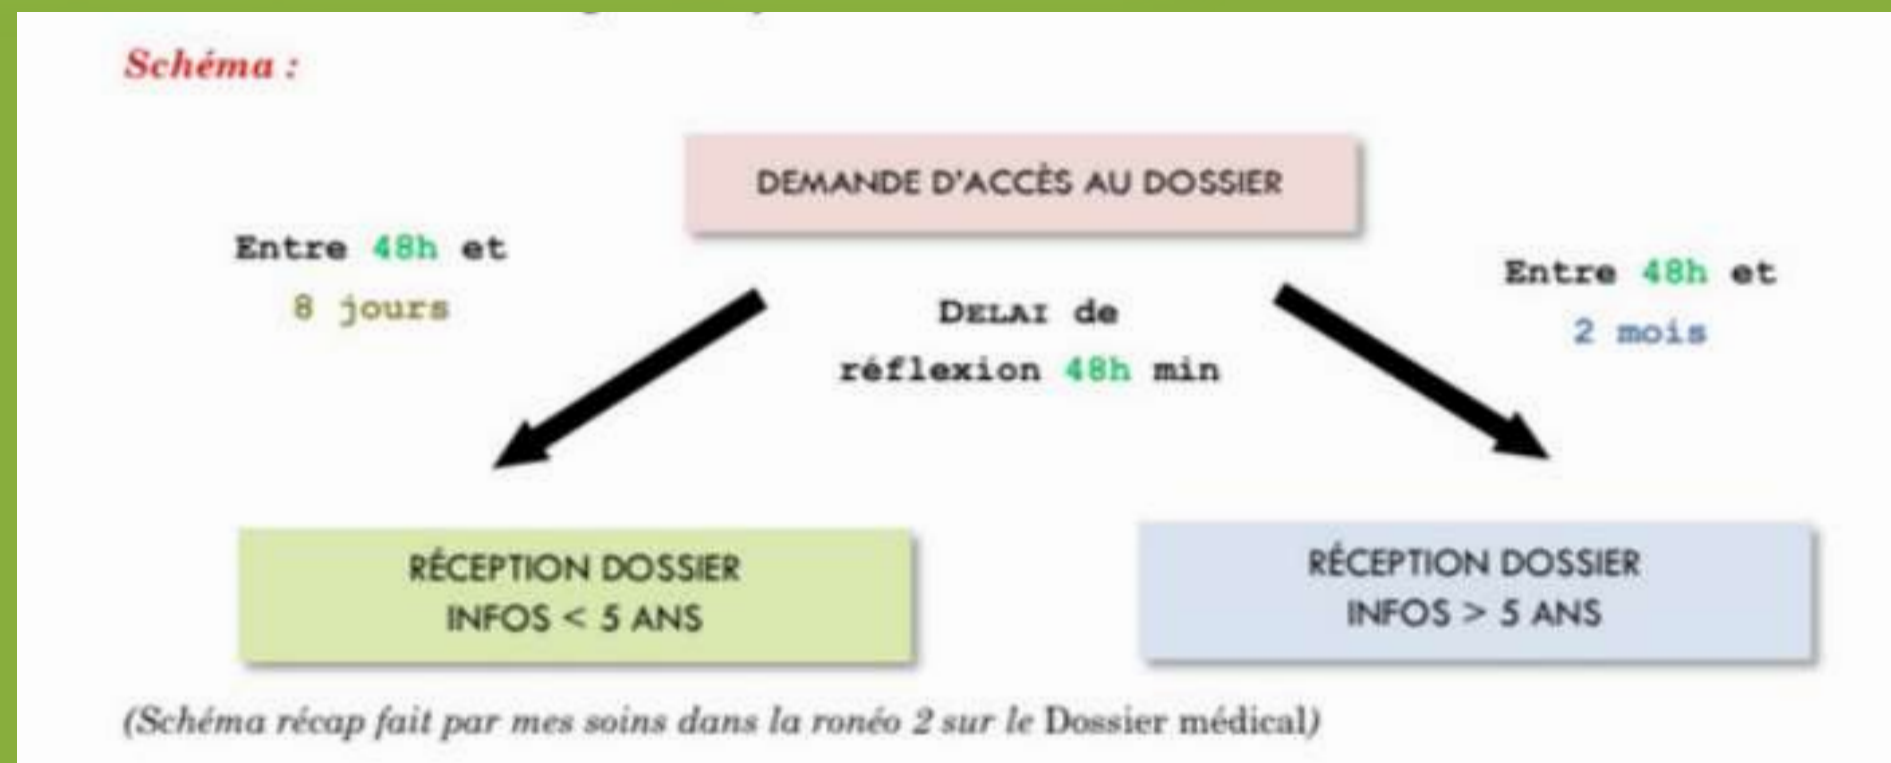 Schéma :
DEMANDE D'ACCÈS AU DOSSIER
Entre 48h et
8 jours
DELAI de
réflexion 48h min
Entre 48h et
2 mois
RÉCEPTION DOSSIER
INFOS < 5 ANS
RÉCEPTION DOSSIER
INFOS > 5 ANS
(Schéma récap fait par mes soins dans la ronéo 2 sur le Dossier médical)